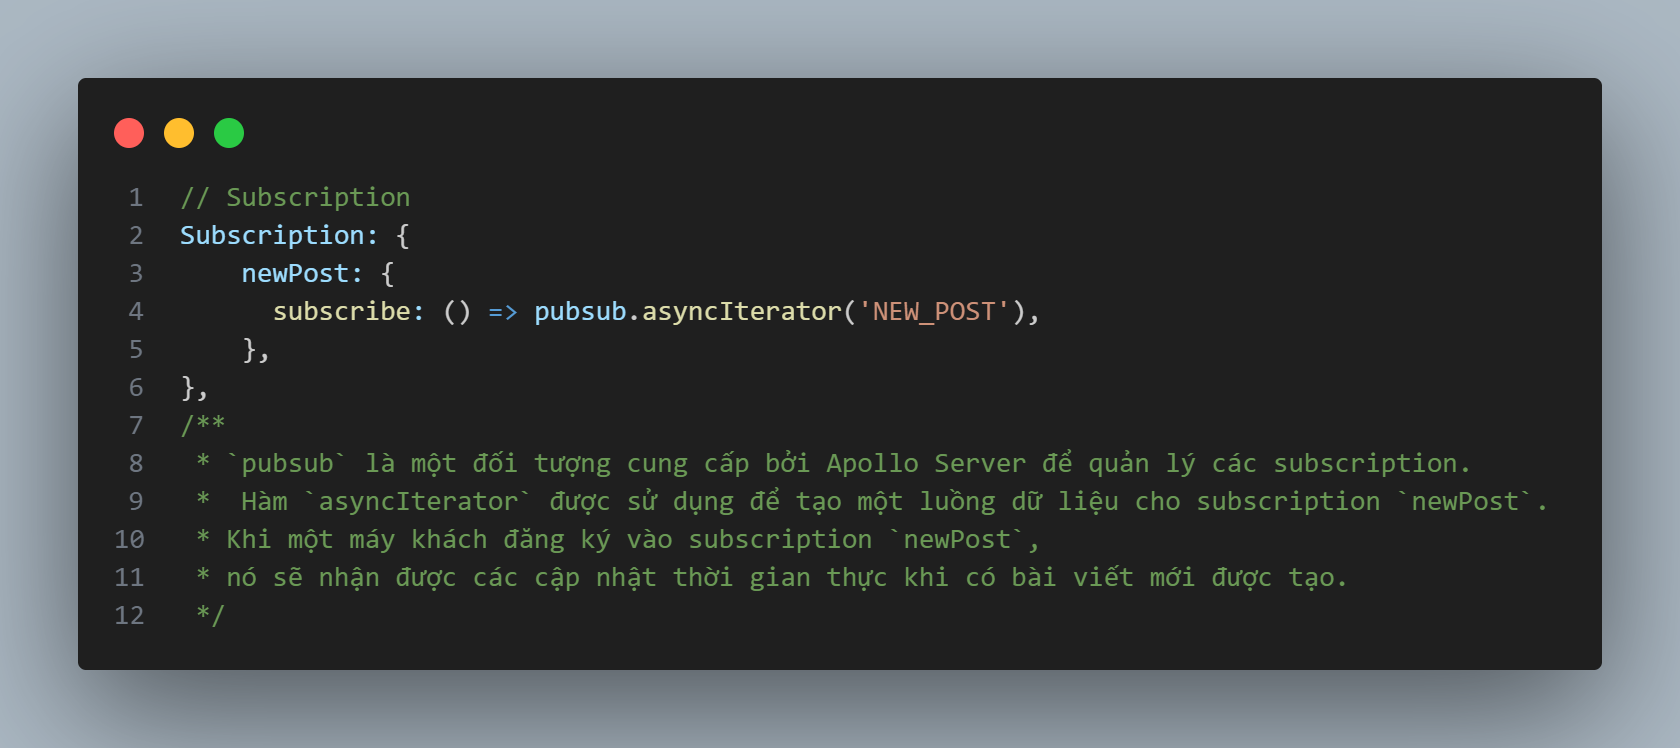 1 // Subscription
2 Subscription: {
3     newPost: {
4       subscribe: () => pubsub.asyncIterator('NEW_POST'),
5     },
6 },
7 /**
8  * `pubsub` là một đối tượng cung cấp bởi Apollo Server để quản lý các subscription.
9  *  Hàm `asyncIterator` được sử dụng để tạo một luồng dữ liệu cho subscription `newPost`.
10  * Khi một máy khách đăng ký vào subscription `newPost`,
11  * nó sẽ nhận được các cập nhật thời gian thực khi có bài viết mới được tạo.
12  */